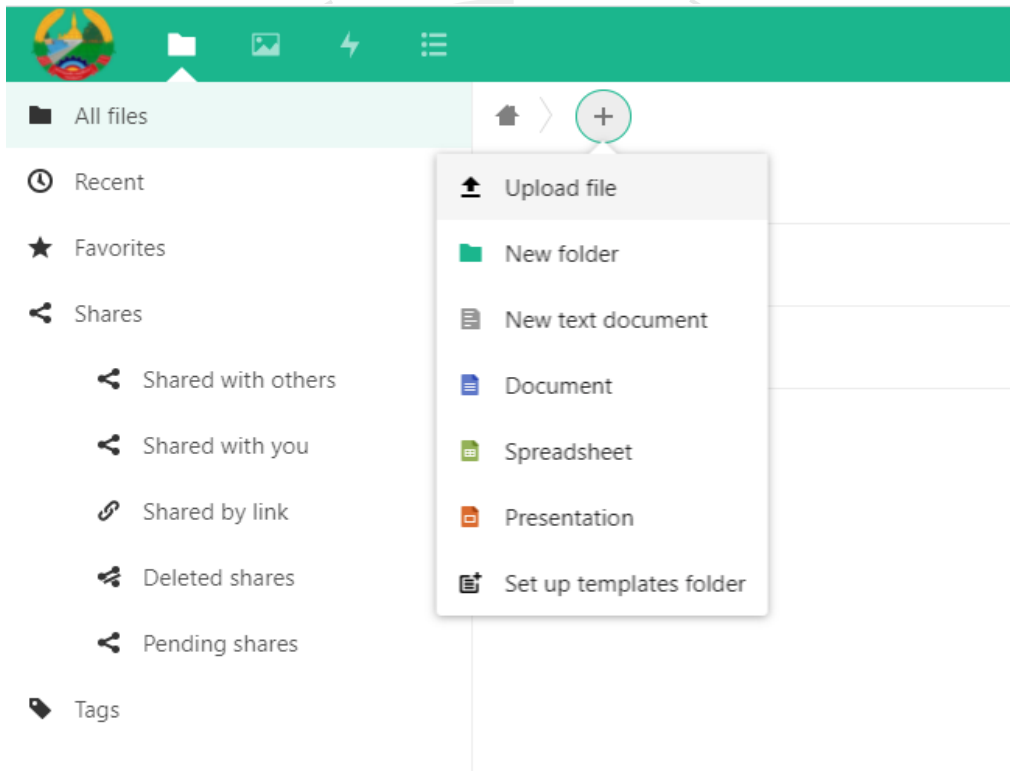 All files
Recent
Favorites
Shares
Shared with others
Shared with you
Shared by link
Deleted shares
Pending shares
Tags
Upload file
New folder
New text document
Document
Spreadsheet
Presentation
Set up templates folder